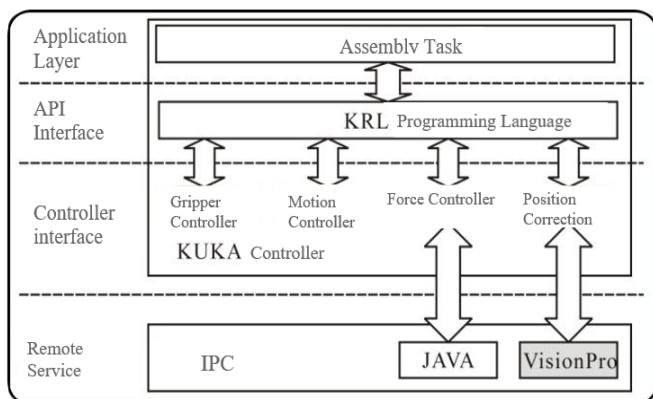 Application
Layer
Assemblv Task
API
Interface
KRL Programming Language
Controller
interface
Gripper
Controller
Motion
Controller
Force Controller
Position
Correction
KUKA Controller
Remote
Service
IPC
JAVA
VisionPro